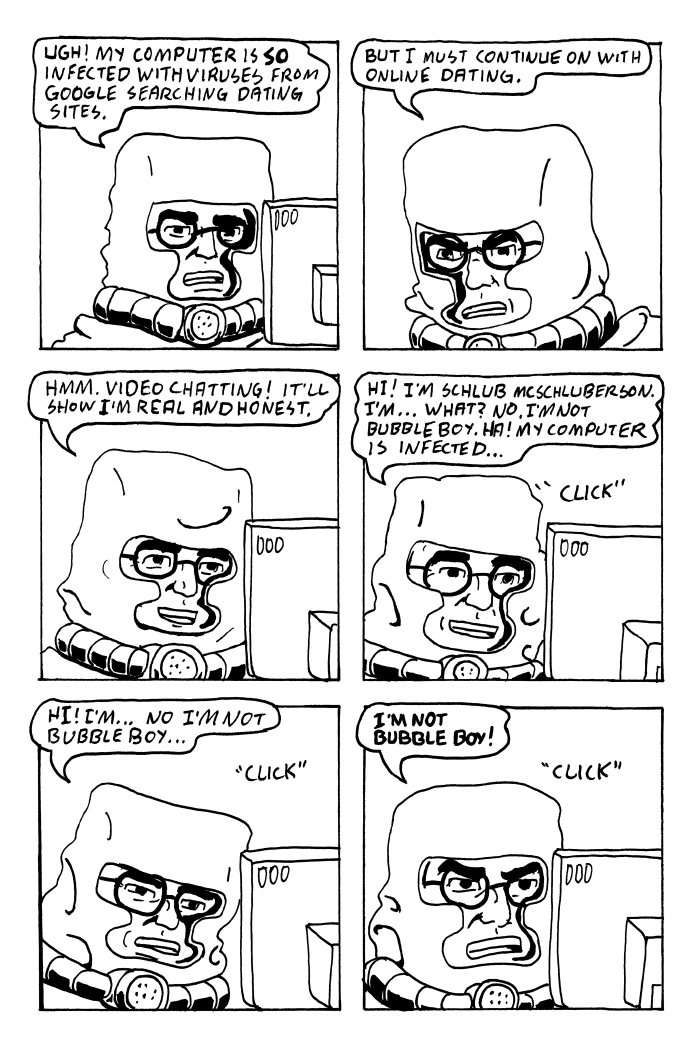 UGH! MY COMPUTER IS SO
INFECTED WITH VIRUSES FROM
GOOGLE SEARCHING DATING
SITES.
BUT I MUST CONTINUE ON WITH
ONLINE DATING.
HMM. VIDEO CHATTING! IT'LL
SHOW I'M REAL AND HONEST.
HI! I'M SCHLUB MCSCHLUBERSON.
I'M... WHAT? NO, I'M NOT
BUBBLE BOY. HA! MY COMPUTER
IS INFECTED...
"CLICK"
HI! I'M... NO I'M NOT
BUBBLE BOY...
"CLICK"
I'M NOT
BUBBLE BOY!
"CLICK"